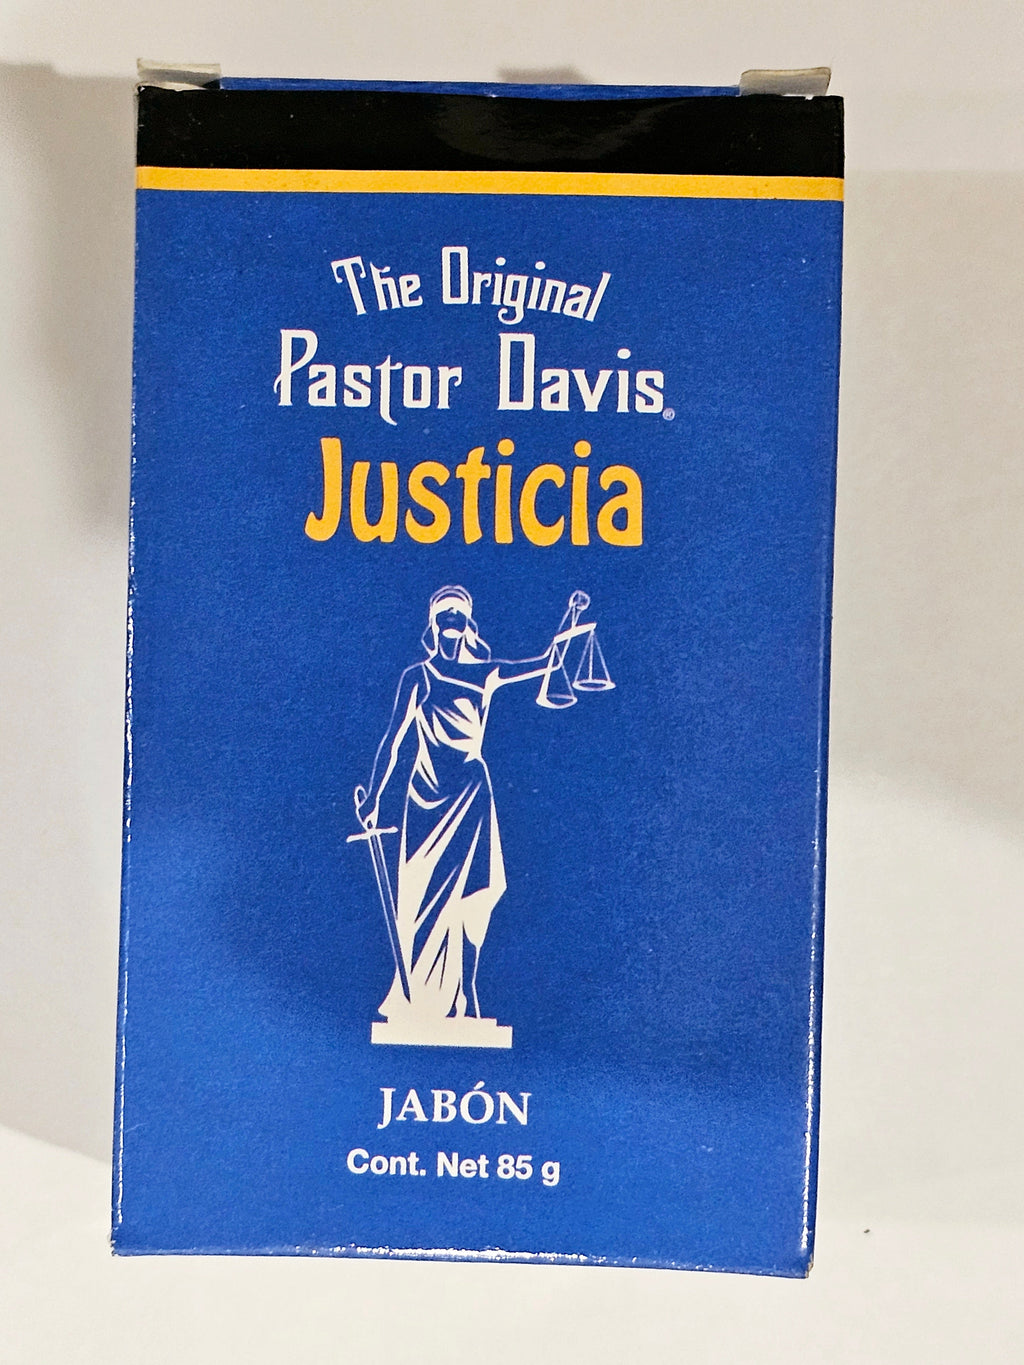 The Original
Pastor Davis®
Justicia
JABÓN
Cont. Net 85 g